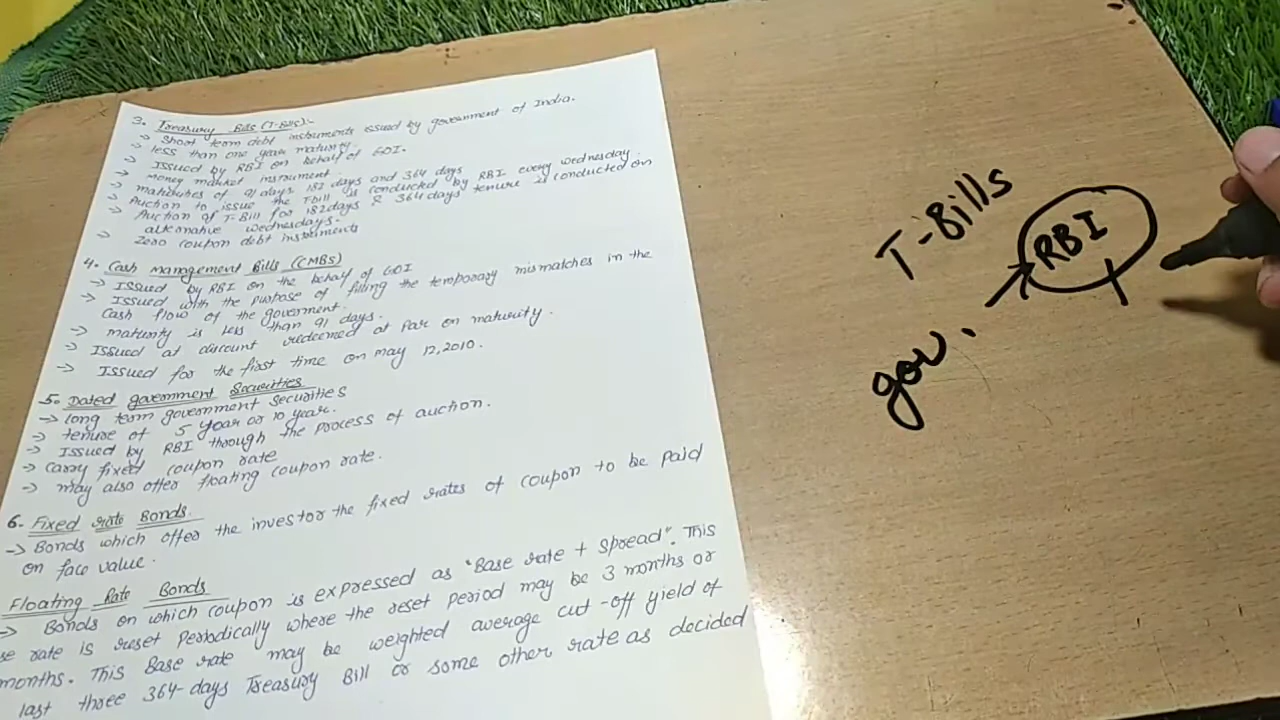 3. Treasury Bills (T-Bills):-
-> Short term debt instruments issued by government of India.
-> less than one year maturity.
-> Issued by RBI on behalf of GOI.
-> Money market instrument.
-> maturities of 91 days 182 days and 364 days
-> Auction to issue the T-Bill is conducted by RBI every wednesday.
-> Auction of T-Bill for 182 days & 364 days tenure is conducted on
alternative wednesdays.
-> Zero coupon debt instruments
4. Cash Management Bills (CMBs)
-> Issued by RBI on the behalf of GOI
-> Issued with the purpose of filling the temporary mismatches in the
Cash flow of the government.
-> maturity is less than 91 days.
-> Issued at discount redeemed at Par on maturity.
-> Issued for the first time on may 12, 2010.
5. Dated government Securities
-> long term government securities
-> tenure of 5 year or 10 year.
-> Issued by RBI through the process of auction.
-> Carry fixed coupon rate
-> may also offer floating coupon rate.
6. Fixed rate Bonds
-> Bonds which offer the investor the fixed rates of coupon to be paid
on face value.
Floating Rate Bonds
-> Bonds on which coupon is expressed as "Base rate + Spread". This
se rate is reset periodically where the reset period may be 3 months or
months. This Base rate may be weighted average cut-off yield of
last three 364-days Treasury Bill or some other rate as decided
T-Bills
gov. -> RBI